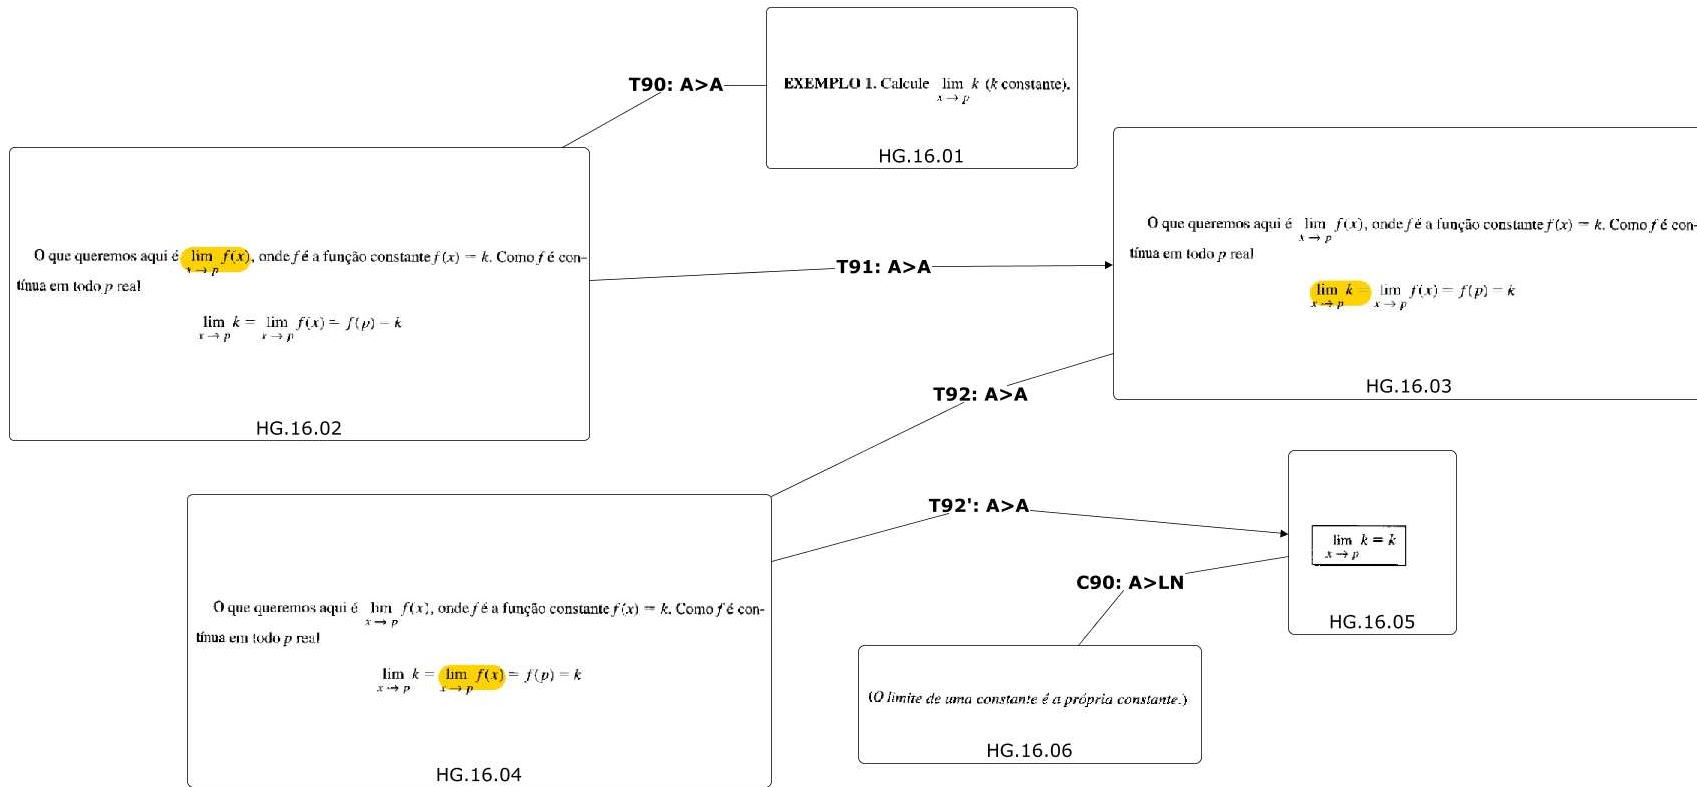 T90: A>A
EXEMPLO 1. Calcule lim k (k constante).
x → p
HG.16.01
O que queremos aqui é lim f(x), onde f é a função constante f(x) = k. Como f é con-
x → p
tínua em todo p real
lim k = lim f(x) = f(p) = k
x → p x → p
HG.16.02
T91: A>A
O que queremos aqui é lim f(x), onde f é a função constante f(x) = k. Como f é con-
x → p
tínua em todo p real
lim k = lim f(x) = f(p) = k
x → p x → p
HG.16.03
T92: A>A
O que queremos aqui é lim f(x), onde f é a função constante f(x) = k. Como f é con-
x → p
tínua em todo p real
lim k = lim f(x) = f(p) = k
x → p x → p
HG.16.04
T92': A>A
lim k = k
x → p
HG.16.05
C90: A>LN
(O limite de uma constante é a própria constante.)
HG.16.06